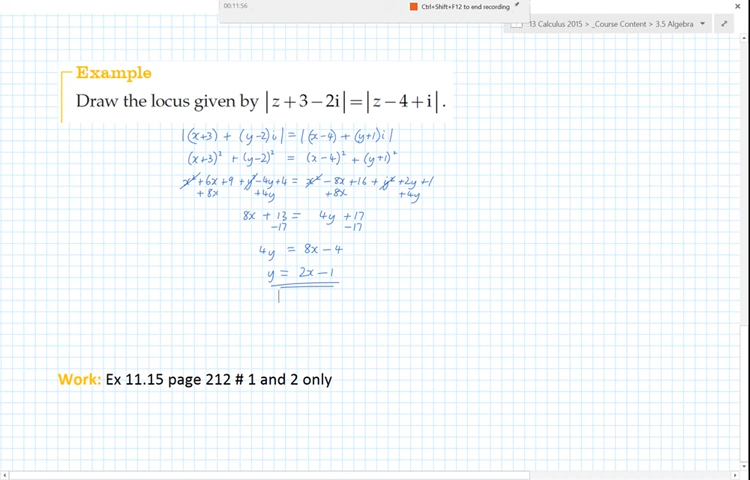 00:11:56
Ctrl+Shift+F12 to end recording
13 Calculus 2015 > _Course Content > 3.5 Algebra
Example
Draw the locus given by |z+3−2i|=|z−4+i|.
|(x+3) + (y−2)i| = |(x−4) + (y+1)i|
(x+3)² + (y−2)² = (x−4)² + (y+1)²
x² + 6x + 9 + y² − 4y + 4 = x² − 8x + 16 + y² + 2y + 1
+8x +4y +8x +4y
8x + 13 = 4y + 17
−17 −17
4y = 8x − 4
y = 2x − 1
Work: Ex 11.15 page 212 # 1 and 2 only